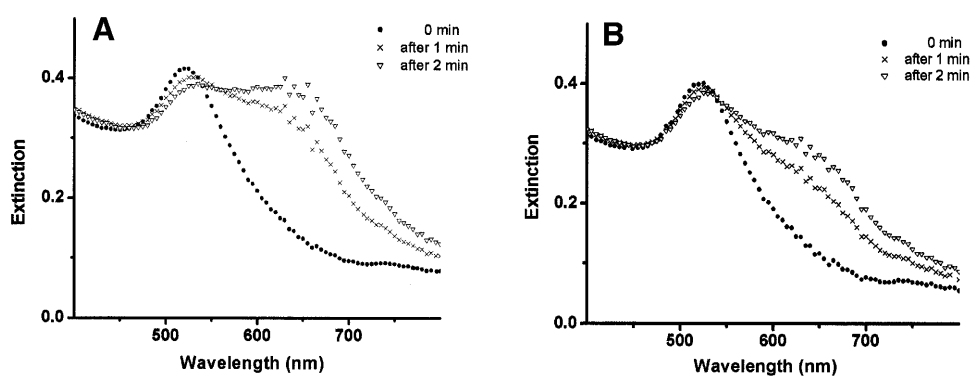 A
● 0 min
× after 1 min
▽ after 2 min
0.4
0.2
0.0
500 600 700
Extinction
Wavelength (nm)
B
● 0 min
× after 1 min
▽ after 2 min
0.4
0.2
0.0
500 600 700
Extinction
Wavelength (nm)